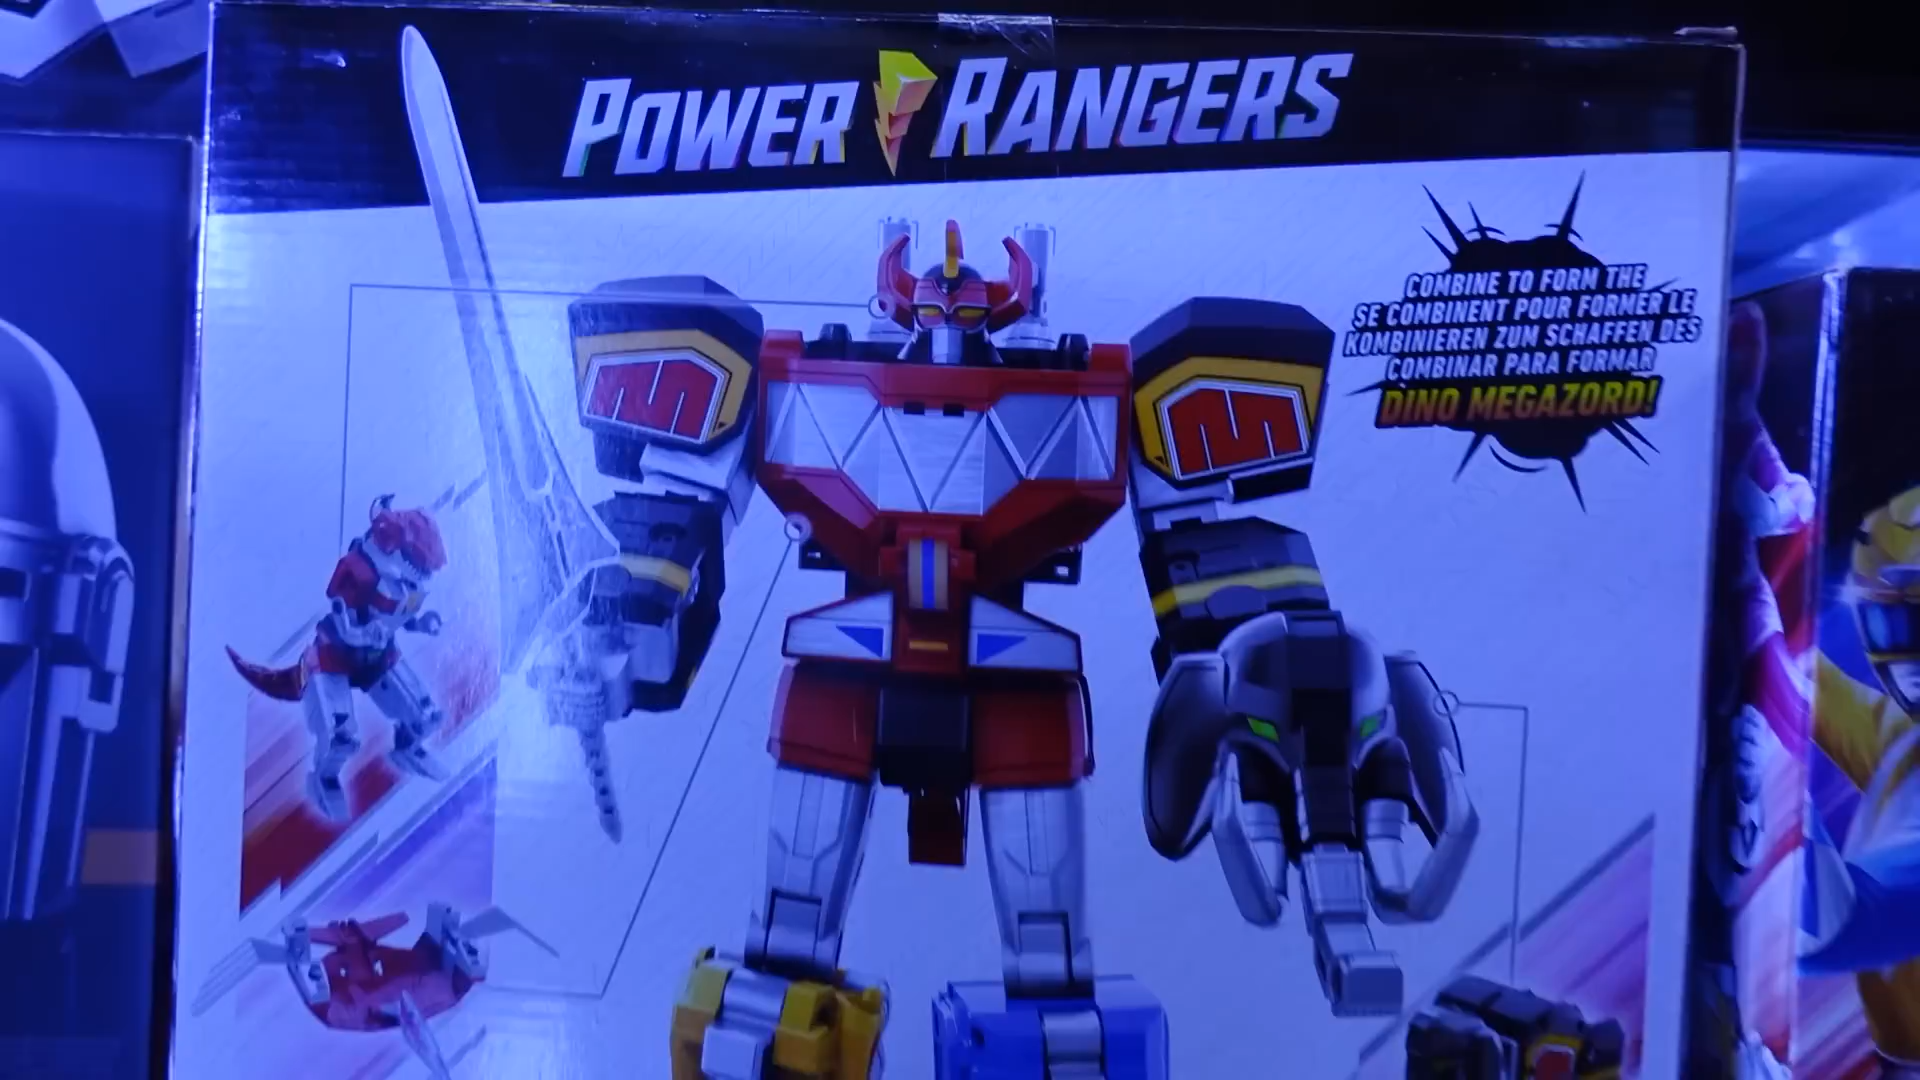 POWER RANGERS
COMBINE TO FORM THE
SE COMBINENT POUR FORMER LE
KOMBINIEREN ZUM SCHAFFEN DES
COMBINAR PARA FORMAR
DINO MEGAZORD!